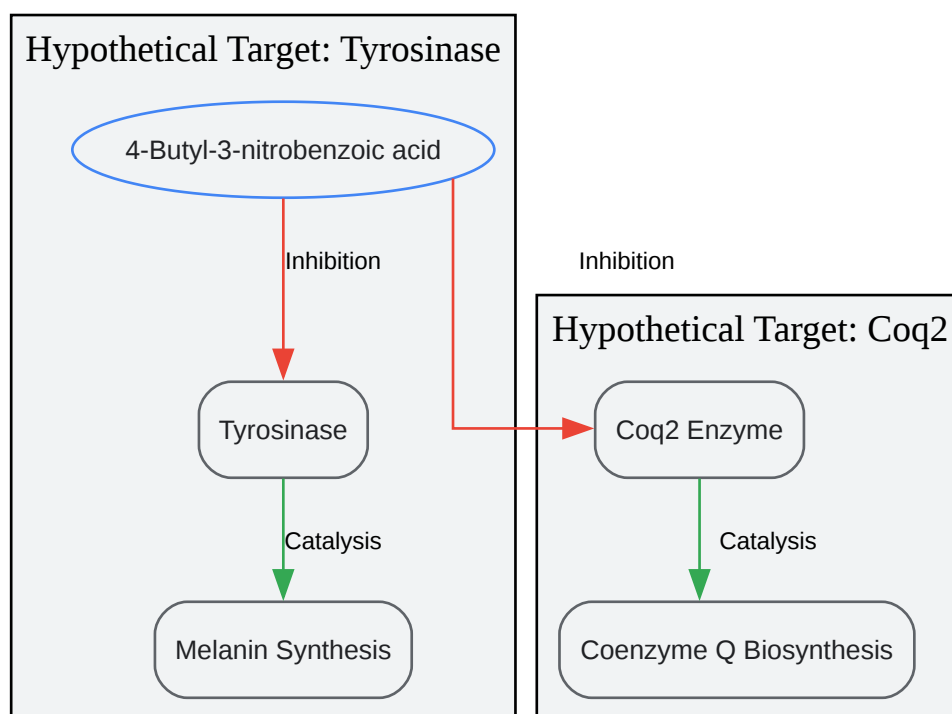 Hypothetical Target: Tyrosinase
4-Butyl-3-nitrobenzoic acid
Inhibition
Inhibition
Hypothetical Target: Coq2
Tyrosinase
Coq2 Enzyme
Catalysis
Catalysis
Melanin Synthesis
Coenzyme Q Biosynthesis